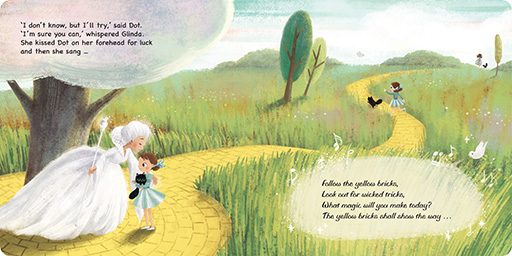 ‘I don’t know, but I’ll try,’ said Dot.
‘I’m sure you can,’ whispered Glinda.
She kissed Dot on her forehead for luck
and then she sang ...
Follow the yellow bricks,
Look out for wicked tricks,
What magic will you make today?
The yellow bricks shall show the way ...